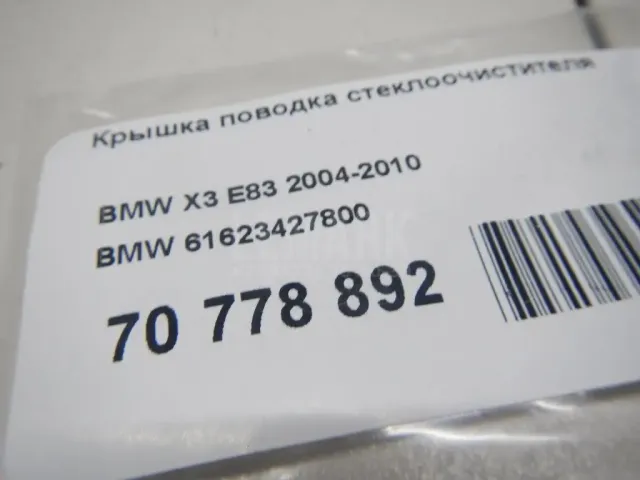 Крышка поводка стеклоочистителя
BMW X3 E83 2004-2010
BMW 61623427800
70 778 892